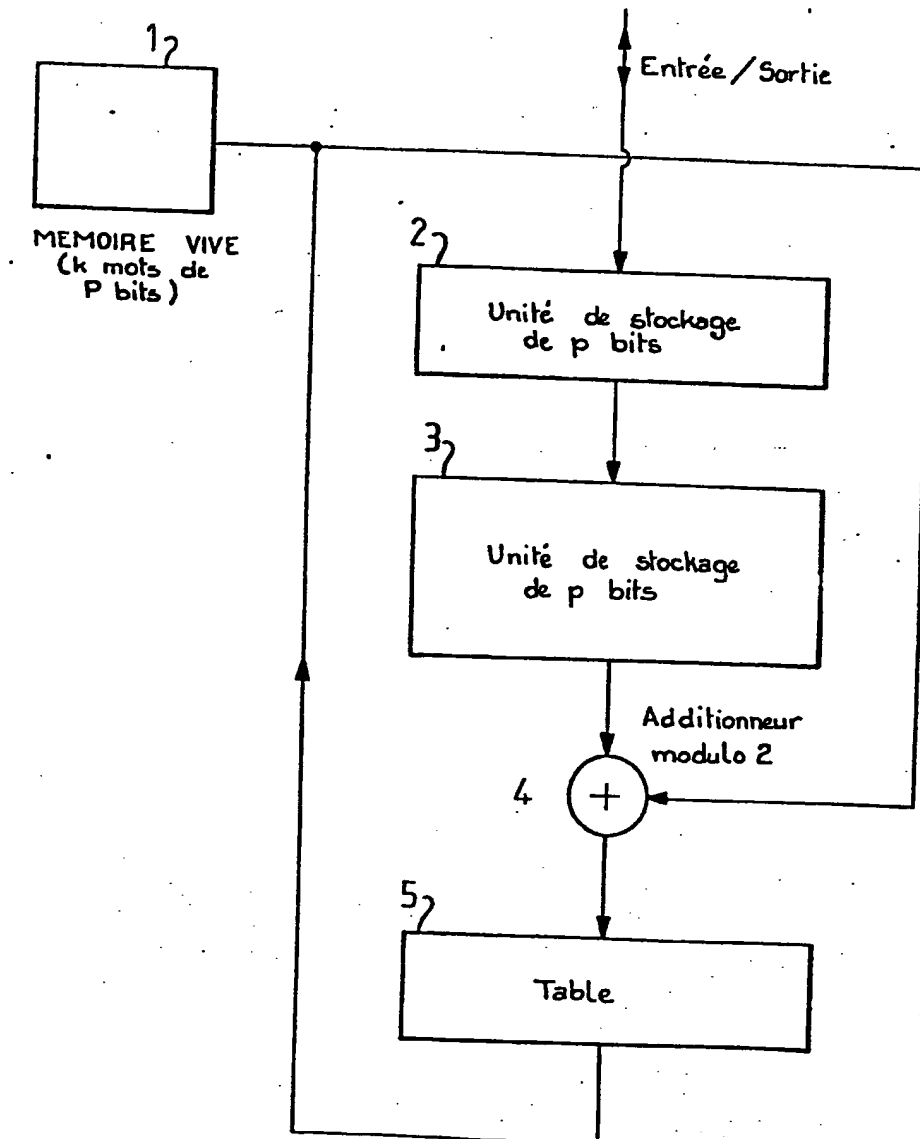 1
Entrée / Sortie
MEMOIRE VIVE
(k mots de
P bits)
2
Unité de stockage
de p bits
3
Unité de stockage
de p bits
Additionneur
modulo 2
4
+
5
Table